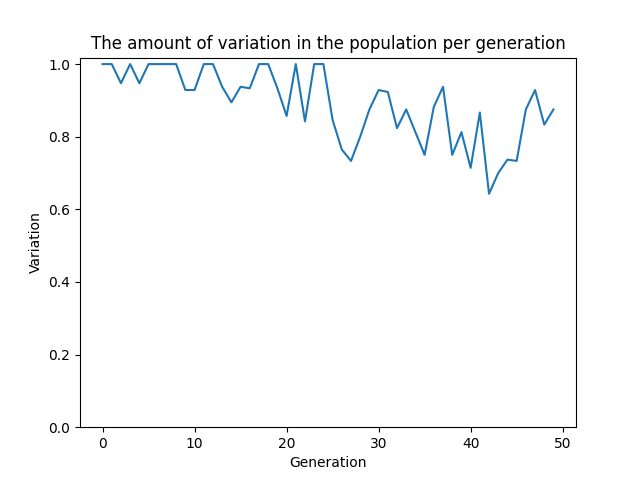 The amount of variation in the population per generation
1.0
0.8
0.6
0.4
0.2
0.0
Variation
0 10 20 30 40 50
Generation